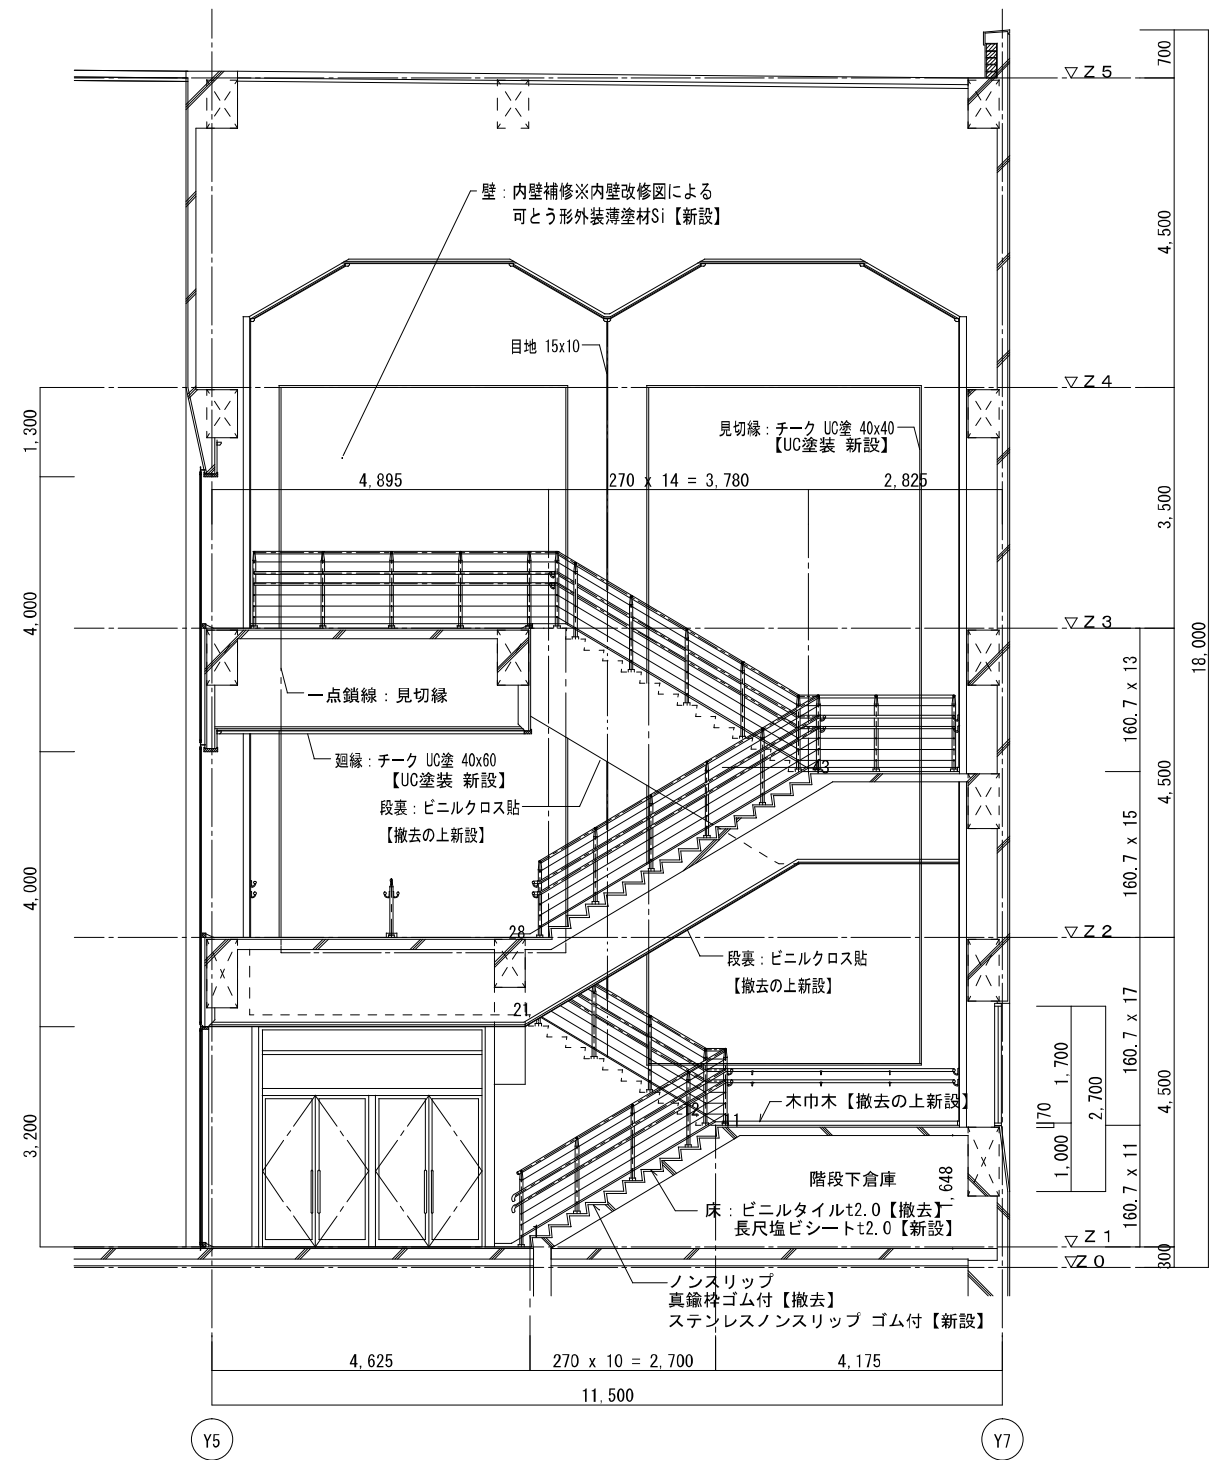 700
▽Z5
壁：内壁補修※内壁改修図による
可とう形外装薄塗材Si【新設】
4,500
目地 15x10
▽Z4
1,300
見切縁：チーク UC塗 40x40
【UC塗装 新設】
4,895
270 x 14 = 3,780
2,825
3,500
4,000
▽Z3
18,000
一点鎖線：見切縁
160.7 x 13
廻縁：チーク UC塗 40x60
【UC塗装 新設】
43
4,500
段裏：ビニルクロス貼
【撤去の上新設】
160.7 x 15
4,000
28
▽Z2
段裏：ビニルクロス貼
【撤去の上新設】
21
160.7 x 17
1,700
2,700
4,500
木巾木【撤去の上新設】
12
11
70
3,200
1,000
階段下倉庫
1,648
160.7 x 11
床：ビニルタイルt2.0【撤去】
長尺塩ビシートt2.0【新設】
1
▽Z1
▽Z0
300
ノンスリップ
真鍮枠ゴム付【撤去】
ステンレスノンスリップ ゴム付【新設】
4,625
270 x 10 = 2,700
4,175
11,500
Y5
Y7